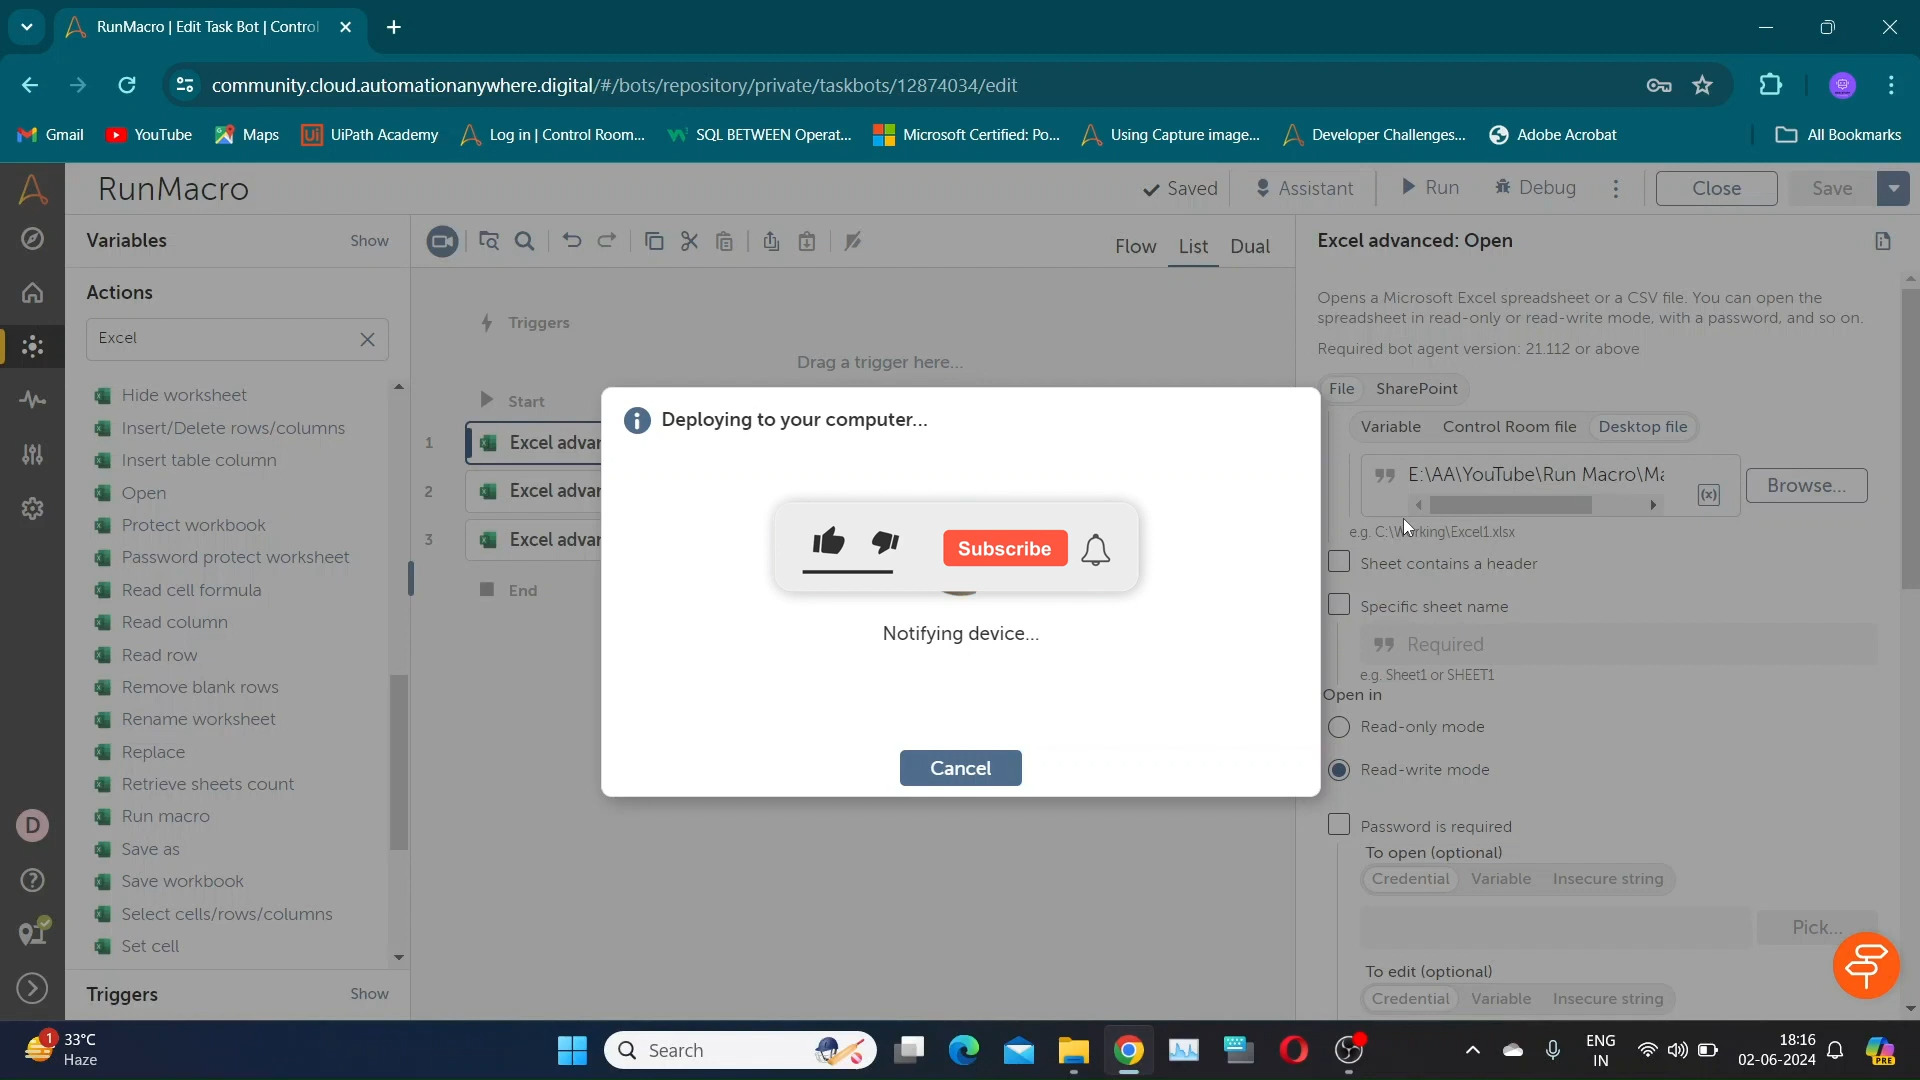 RunMacro | Edit Task Bot | Control
community.cloud.automationanywhere.digital/#/bots/repository/private/taskbots/12874034/edit
Gmail YouTube Maps UiPath Academy Log in | Control Room... SQL BETWEEN Operat... Microsoft Certified: Po... Using Capture image... Developer Challenges... Adobe Acrobat All Bookmarks
RunMacro
Saved Assistant Run Debug Close Save
Variables Show
Flow List Dual
Excel advanced: Open
Actions
Excel
Hide worksheet
Insert/Delete rows/columns
Insert table column
Open
Protect workbook
Password protect worksheet
Read cell formula
Read column
Read row
Remove blank rows
Rename worksheet
Replace
Retrieve sheets count
Run macro
Save as
Save workbook
Select cells/rows/columns
Set cell
Triggers Show
Triggers
Drag a trigger here...
Start
1 Excel advan
2 Excel advan
3 Excel advan
End
Deploying to your computer...
Subscribe
Notifying device...
Cancel
Opens a Microsoft Excel spreadsheet or a CSV file. You can open the
spreadsheet in read-only or read-write mode, with a password, and so on.
Required bot agent version: 21.112 or above
File SharePoint
Variable Control Room file Desktop file
E:\AA\YouTube\Run Macro\Ma
(x)
Browse...
e.g. C:\Working\Excel1.xlsx
Sheet contains a header
Specific sheet name
Required
e.g. Sheet1 or SHEET1
Open in
Read-only mode
Read-write mode
Password is required
To open (optional)
Credential Variable Insecure string
Pick...
To edit (optional)
Credential Variable Insecure string
D
1
33°C
Haze
Search
ENG
IN
18:16
02-06-2024
PRE